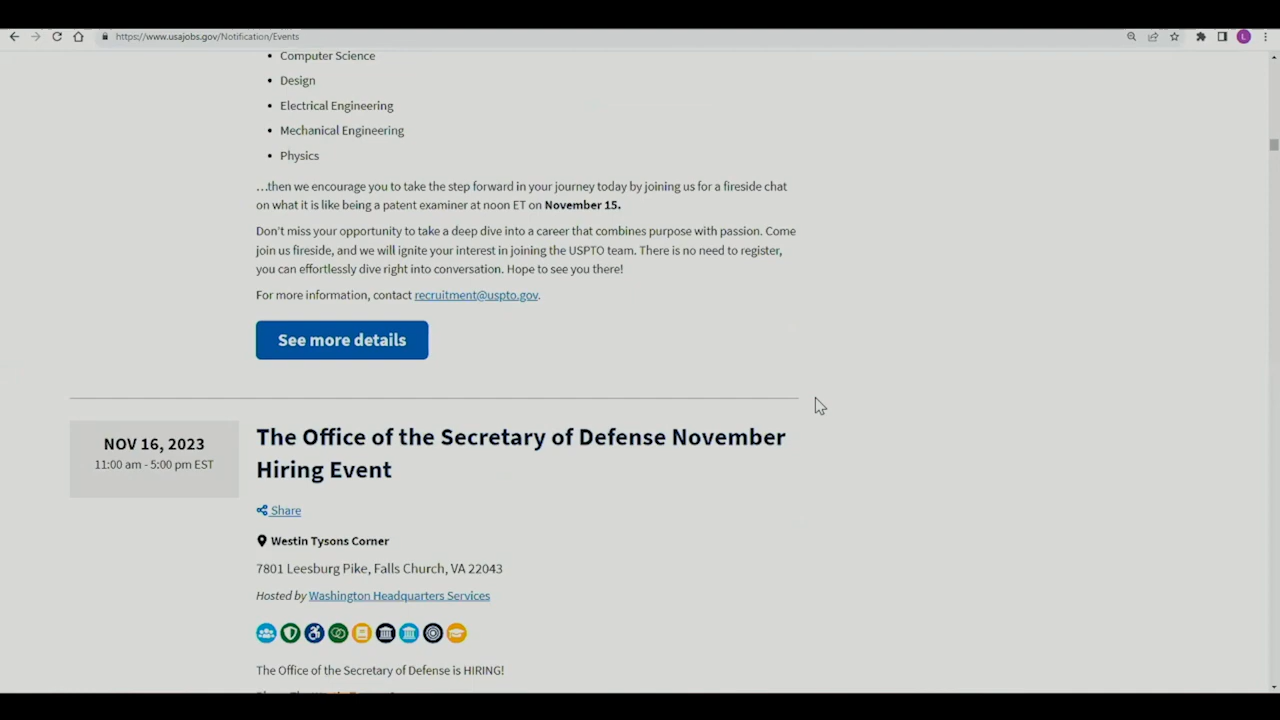 https://www.usajobs.gov/Notification/Events
L
Computer Science
Design
Electrical Engineering
Mechanical Engineering
Physics
…then we encourage you to take the step forward in your journey today by joining us for a fireside chat
on what it is like being a patent examiner at noon ET on November 15.
Don't miss your opportunity to take a deep dive into a career that combines purpose with passion. Come
join us fireside, and we will ignite your interest in joining the USPTO team. There is no need to register,
you can effortlessly dive right into conversation. Hope to see you there!
For more information, contact recruitment@uspto.gov.
See more details
NOV 16, 2023
11:00 am - 5:00 pm EST
The Office of the Secretary of Defense November
Hiring Event
Share
Westin Tysons Corner
7801 Leesburg Pike, Falls Church, VA 22043
Hosted by Washington Headquarters Services
The Office of the Secretary of Defense is HIRING!